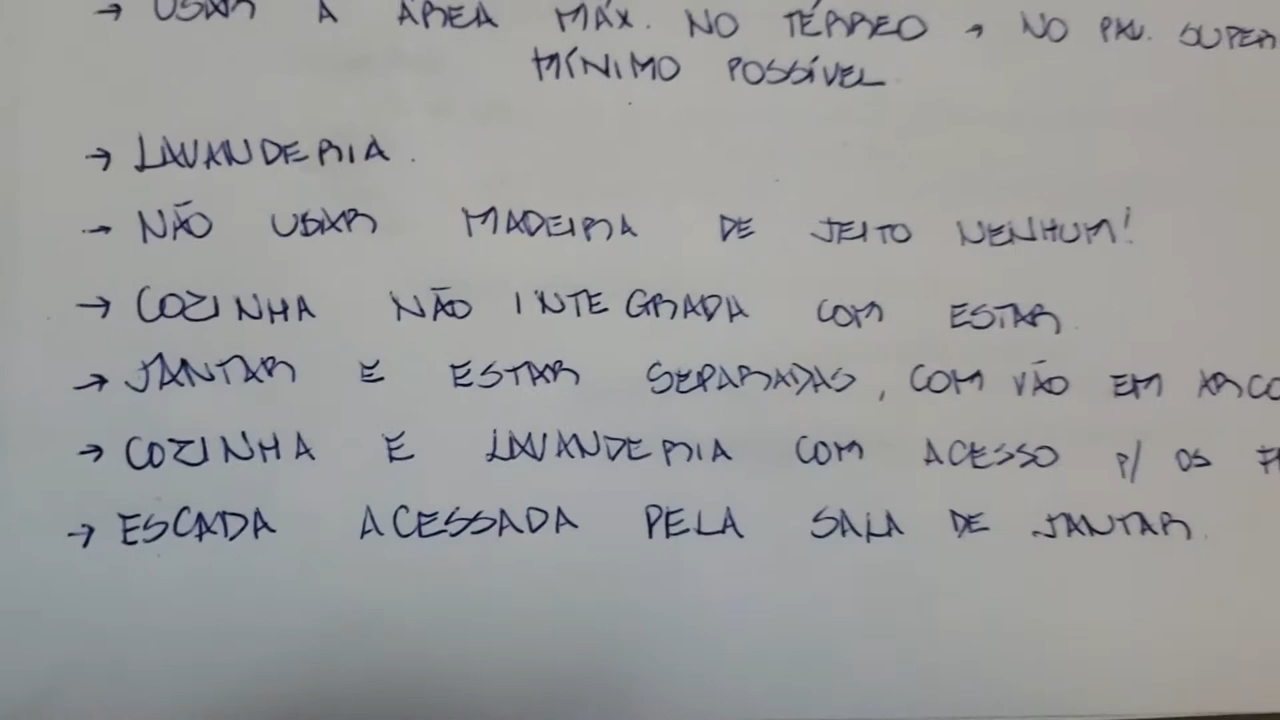 → USAR A ÁREA MÁX. NO TÉRREO → NO PAV. SUPER
MÍNIMO POSSÍVEL
→ LAVANDERIA.
→ NÃO USAR MADEIRA DE JEITO NENHUM!
→ COZINHA NÃO INTEGRADA COM ESTAR
→ JANTAR E ESTAR SEPARADAS, COM VÃO EM ARCO
→ COZINHA E LAVANDERIA COM ACESSO P/ OS
→ ESCADA ACESSADA PELA SALA DE JANTAR.